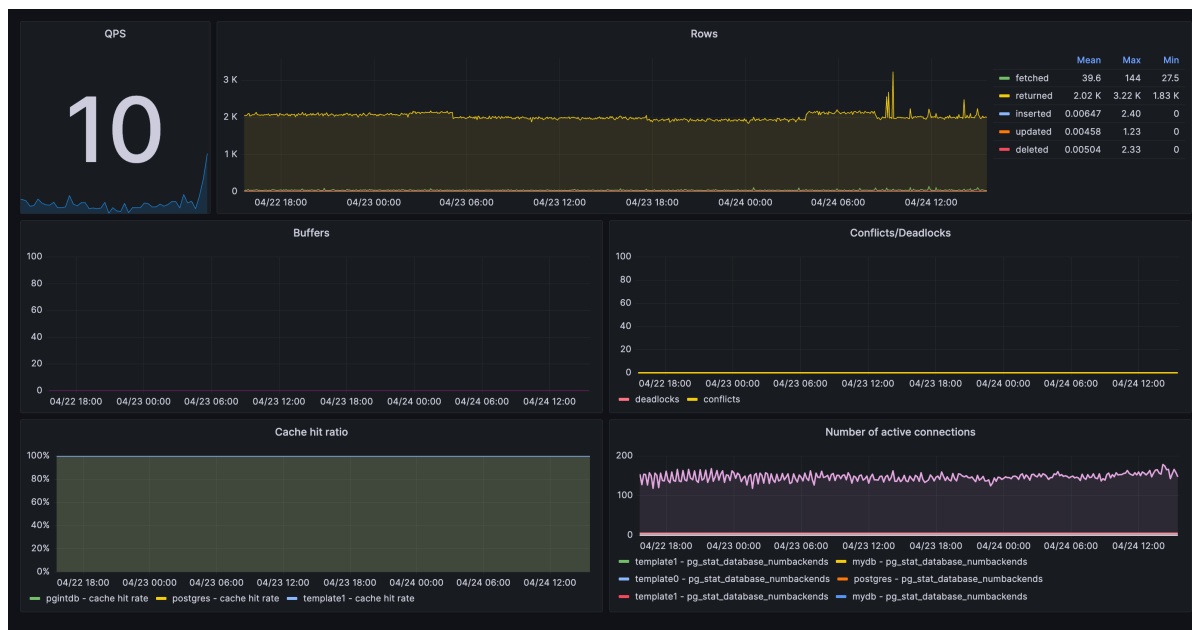 QPS
10
Rows
3 K
2 K
1 K
0
04/22 18:00 04/23 00:00 04/23 06:00 04/23 12:00 04/23 18:00 04/24 00:00 04/24 06:00 04/24 12:00
Mean Max Min
fetched 39.6 144 27.5
returned 2.02 K 3.22 K 1.83 K
inserted 0.00647 2.40 0
updated 0.00458 1.23 0
deleted 0.00504 2.33 0
Buffers
100
80
60
40
20
0
04/22 18:00 04/23 00:00 04/23 06:00 04/23 12:00 04/23 18:00 04/24 00:00 04/24 06:00 04/24 12:00
Conflicts/Deadlocks
100
80
60
40
20
0
04/22 18:00 04/23 00:00 04/23 06:00 04/23 12:00 04/23 18:00 04/24 00:00 04/24 06:00 04/24 12:00
deadlocks conflicts
Cache hit ratio
100%
80%
60%
40%
20%
0%
04/22 18:00 04/23 00:00 04/23 06:00 04/23 12:00 04/23 18:00 04/24 00:00 04/24 06:00 04/24 12:00
pgintdb - cache hit rate postgres - cache hit rate template1 - cache hit rate
Number of active connections
200
100
0
04/22 18:00 04/23 00:00 04/23 06:00 04/23 12:00 04/23 18:00 04/24 00:00 04/24 06:00 04/24 12:00
template1 - pg_stat_database_numbackends mydb - pg_stat_database_numbackends
template0 - pg_stat_database_numbackends postgres - pg_stat_database_numbackends
template1 - pg_stat_database_numbackends mydb - pg_stat_database_numbackends